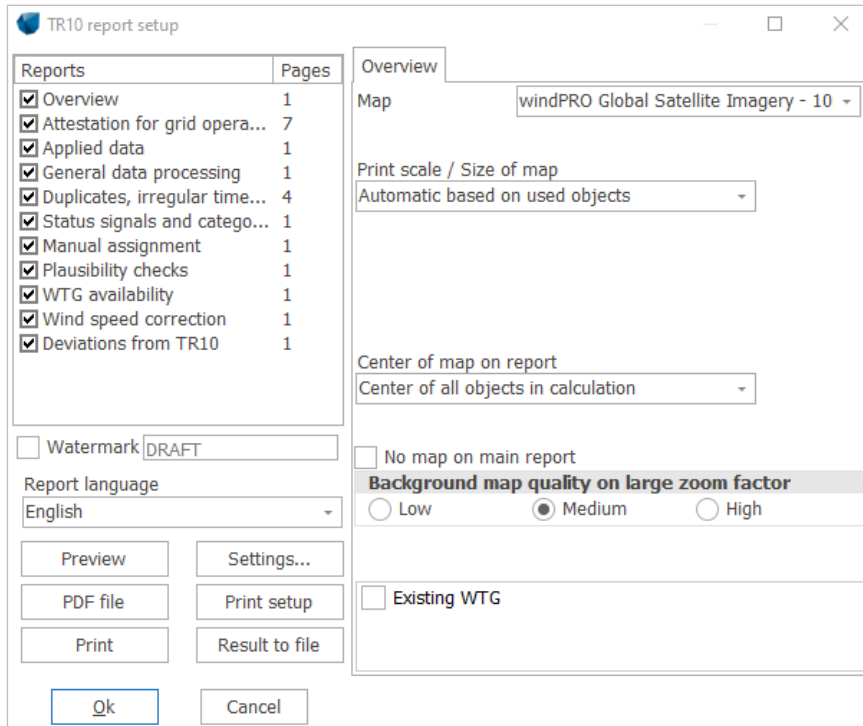 TR10 report setup
Reports Pages
Overview 1
Attestation for grid opera... 7
Applied data 1
General data processing 1
Duplicates, irregular time... 4
Status signals and catego... 1
Manual assignment 1
Plausibility checks 1
WTG availability 1
Wind speed correction 1
Deviations from TR10 1
Watermark DRAFT
Report language
English
Preview Settings...
PDF file Print setup
Print Result to file
Ok Cancel
Overview
Map windPRO Global Satellite Imagery - 10
Print scale / Size of map
Automatic based on used objects
Center of map on report
Center of all objects in calculation
No map on main report
Background map quality on large zoom factor
Low Medium High
Existing WTG